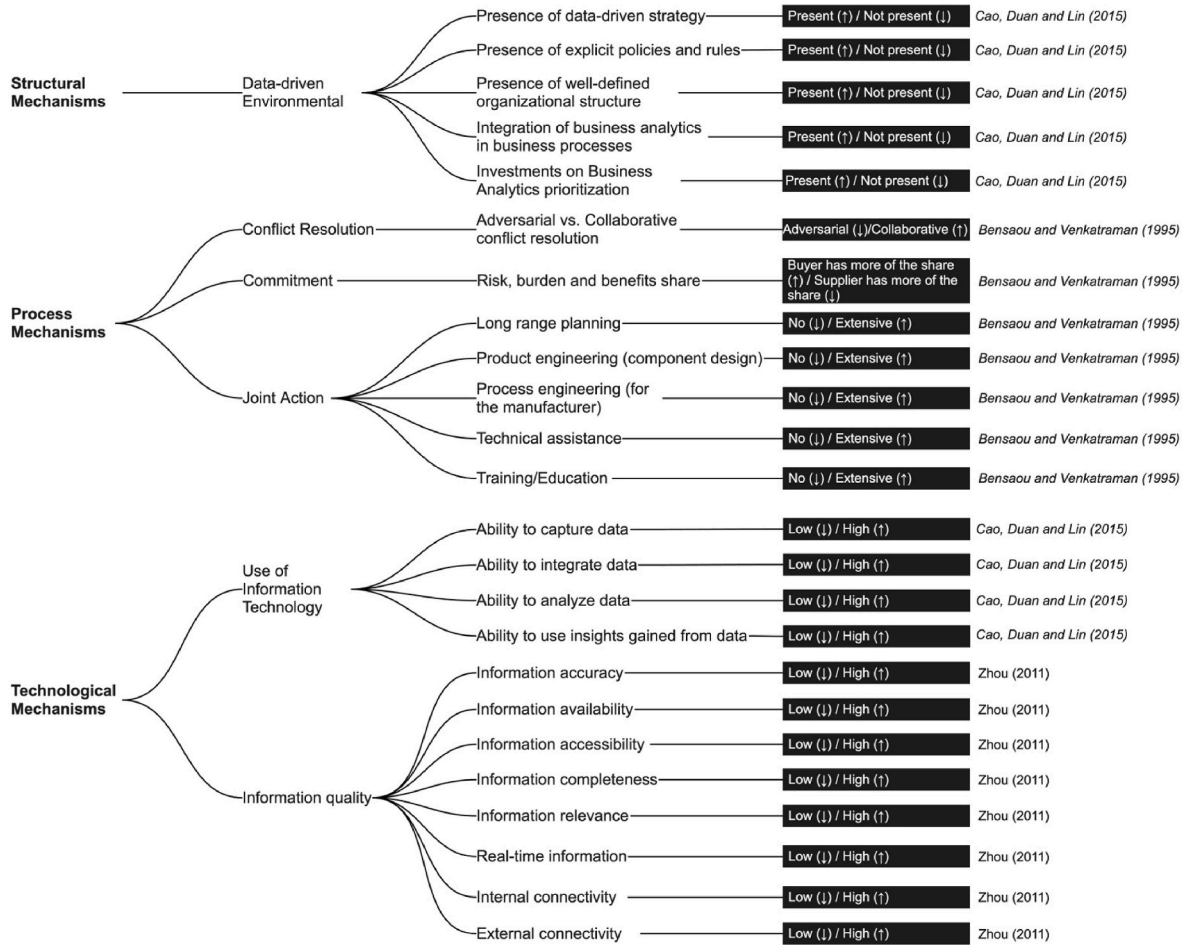 Structural
Mechanisms
Data-driven
Environmental
Presence of data-driven strategy
Present (↑) / Not present (↓)
Cao, Duan and Lin (2015)
Presence of explicit policies and rules
Present (↑) / Not present (↓)
Cao, Duan and Lin (2015)
Presence of well-defined
organizational structure
Present (↑) / Not present (↓)
Cao, Duan and Lin (2015)
Integration of business analytics
in business processes
Present (↑) / Not present (↓)
Cao, Duan and Lin (2015)
Investments on Business
Analytics prioritization
Present (↑) / Not present (↓)
Cao, Duan and Lin (2015)
Process
Mechanisms
Conflict Resolution
Adversarial vs. Collaborative
conflict resolution
Adversarial (↓)/Collaborative (↑)
Bensaou and Venkatraman (1995)
Commitment
Risk, burden and benefits share
Buyer has more of the share
(↑) / Supplier has more of the
share (↓)
Bensaou and Venkatraman (1995)
Joint Action
Long range planning
No (↓) / Extensive (↑)
Bensaou and Venkatraman (1995)
Product engineering (component design)
No (↓) / Extensive (↑)
Bensaou and Venkatraman (1995)
Process engineering (for
the manufacturer)
No (↓) / Extensive (↑)
Bensaou and Venkatraman (1995)
Technical assistance
No (↓) / Extensive (↑)
Bensaou and Venkatraman (1995)
Training/Education
No (↓) / Extensive (↑)
Bensaou and Venkatraman (1995)
Technological
Mechanisms
Use of
Information
Technology
Ability to capture data
Low (↓) / High (↑)
Cao, Duan and Lin (2015)
Ability to integrate data
Low (↓) / High (↑)
Cao, Duan and Lin (2015)
Ability to analyze data
Low (↓) / High (↑)
Cao, Duan and Lin (2015)
Ability to use insights gained from data
Low (↓) / High (↑)
Cao, Duan and Lin (2015)
Information quality
Information accuracy
Low (↓) / High (↑)
Zhou (2011)
Information availability
Low (↓) / High (↑)
Zhou (2011)
Information accessibility
Low (↓) / High (↑)
Zhou (2011)
Information completeness
Low (↓) / High (↑)
Zhou (2011)
Information relevance
Low (↓) / High (↑)
Zhou (2011)
Real-time information
Low (↓) / High (↑)
Zhou (2011)
Internal connectivity
Low (↓) / High (↑)
Zhou (2011)
External connectivity
Low (↓) / High (↑)
Zhou (2011)